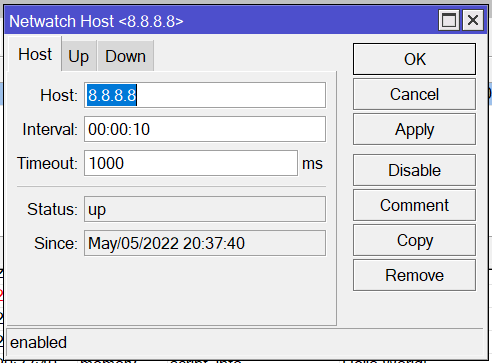 Netwatch Host <8.8.8.8>
Host Up Down
Host: 8.8.8.8
Interval: 00:00:10
Timeout: 1000 ms
Status: up
Since: May/05/2022 20:37:40
OK
Cancel
Apply
Disable
Comment
Copy
Remove
enabled